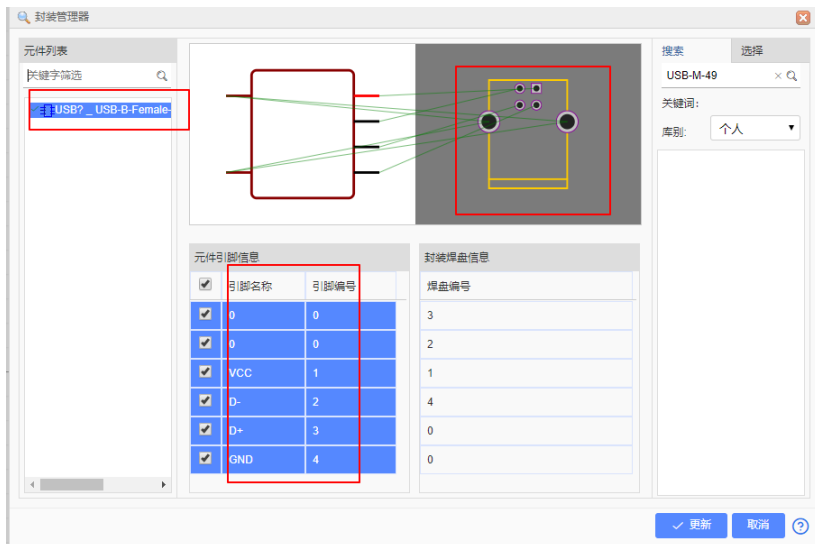 封装管理器
元件列表
关键字筛选
USB?_ USB-B-Female-
搜索 选择
USB-M-49
关键词:
库别: 个人
元件引脚信息
引脚名称 引脚编号
0 0
0 0
VCC 1
D- 2
D+ 3
GND 4
封装焊盘信息
焊盘编号
3
2
1
4
0
0
更新 取消